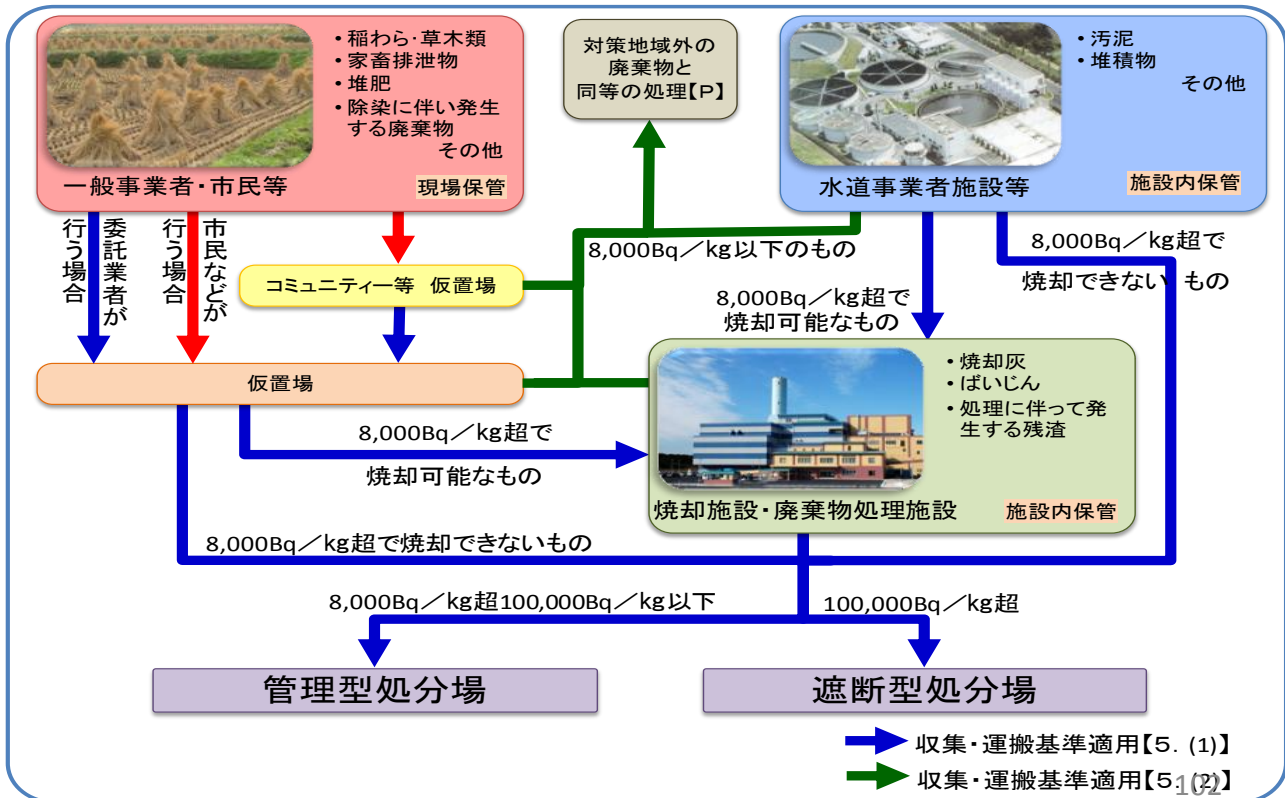 ・稲わら・草木類
・家畜排泄物
・堆肥
・除染に伴い発生
する廃棄物
その他
一般事業者・市民等
現場保管
対策地域外の
廃棄物と
同等の処理【P】
・汚泥
・堆積物
その他
水道事業者施設等
施設内保管
委託業者が
行う場合
市民などが
行う場合
コミュニティー等 仮置場
8,000Bq／kg以下のもの
8,000Bq／kg超で
焼却可能なもの
8,000Bq／kg超で
焼却できない もの
仮置場
8,000Bq／kg超で
焼却可能なもの
・焼却灰
・ばいじん
・処理に伴って発
生する残渣
焼却施設・廃棄物処理施設
施設内保管
8,000Bq／kg超で焼却できないもの
8,000Bq／kg超100,000Bq／kg以下
100,000Bq／kg超
管理型処分場
遮断型処分場
収集・運搬基準適用【5. (1)】
収集・運搬基準適用【5. (2)】
102